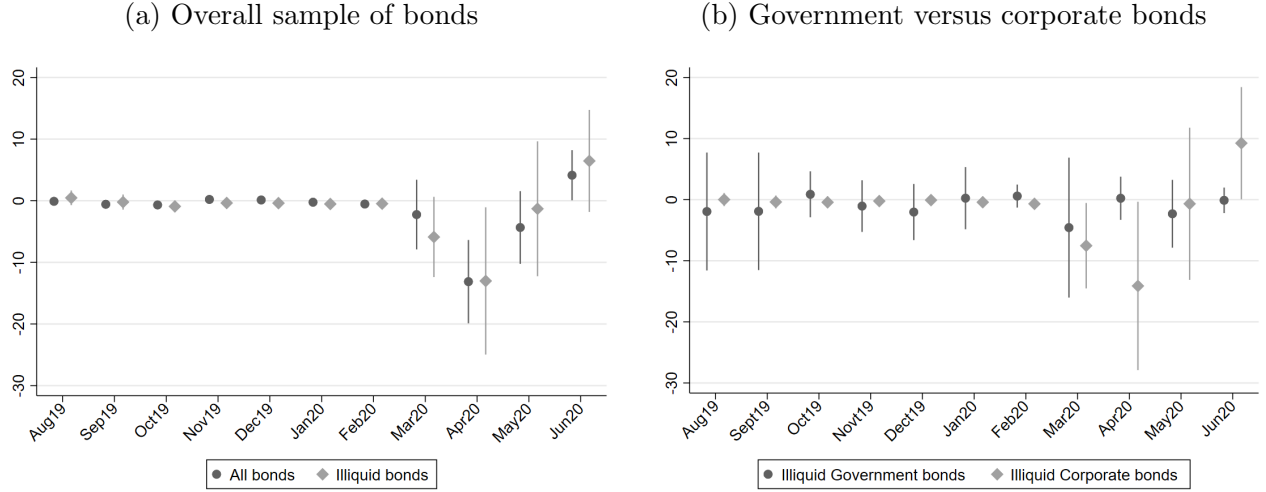 (a) Overall sample of bonds
20
10
0
-10
-20
-30
Aug19 Sep19 Oct19 Nov19 Dec19 Jan20 Feb20 Mar20 Apr20 May20 Jun20
All bonds Illiquid bonds
(b) Government versus corporate bonds
20
10
0
-10
-20
-30
Aug19 Sept19 Oct19 Nov19 Dect19 Jan20 Feb20 Mar20 Apr20 May20 Jun20
Illiquid Government bonds Illiquid Corporate bonds